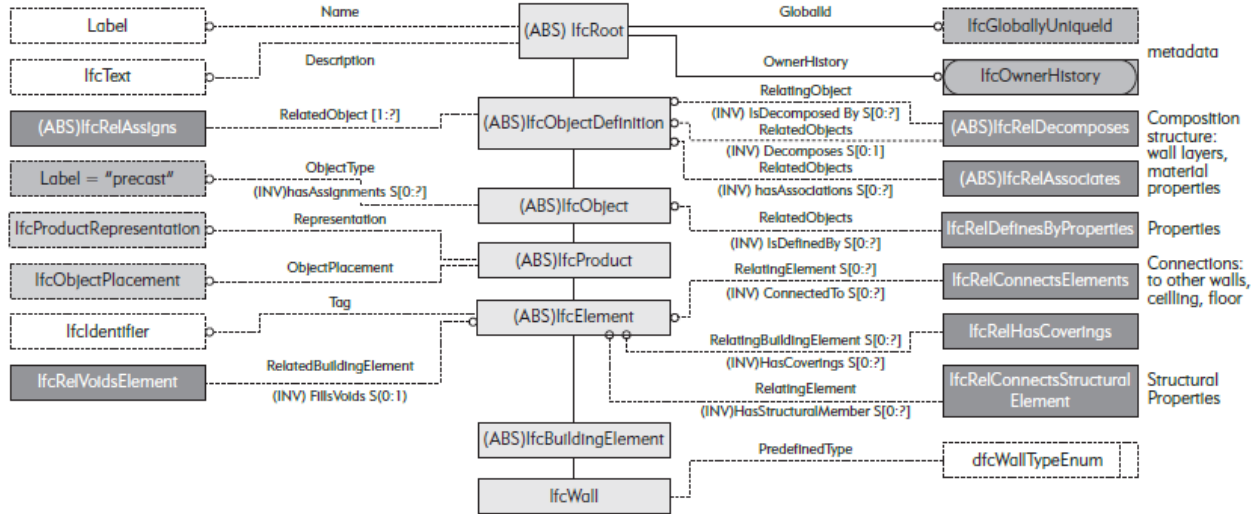 Label
Name
(ABS) IfcRoot
GlobalId
IfcGloballyUniqueId
metadata
IfcText
Description
OwnerHistory
IfcOwnerHistory
(ABS)IfcRelAssigns
RelatedObject [1:?]
(ABS)IfcObjectDefinition
RelatingObject
(INV) IsDecomposed By S[0:?]
RelatedObjects
(INV) Decomposes S[0:1]
RelatedObjects
(INV) hasAssociations S[0:?]
(ABS)IfcRelDecomposes
(ABS)IfcRelAssociates
Composition
structure:
wall layers,
material
properties
Label = "precast"
ObjectType
(INV)hasAssignments S[0:?]
(ABS)IfcObject
RelatedObjects
(INV) IsDefinedBy S[0:?]
IfcRelDefinesByProperties
Properties
IfcProductRepresentation
Representation
(ABS)IfcProduct
IfcObjectPlacement
ObjectPlacement
RelatingElement S[0:?]
(INV) ConnectedTo S[0:?]
IfcRelConnectsElements
Connections:
to other walls,
ceilling, floor
IfcIdentifier
Tag
(ABS)IfcElement
RelatingBuildingElement S[0:?]
(INV)HasCoverings S[0:?]
IfcRelHasCoverings
IfcRelVoidsElement
RelatedBuildingElement
(INV) FillsVoids S(0:1)
RelatingElement
(INV)HasStructuralMember S[0:?]
IfcRelConnectsStructural
Element
Structural
Properties
(ABS)IfcBuildingElement
PredefinedType
dfcWallTypeEnum
IfcWall